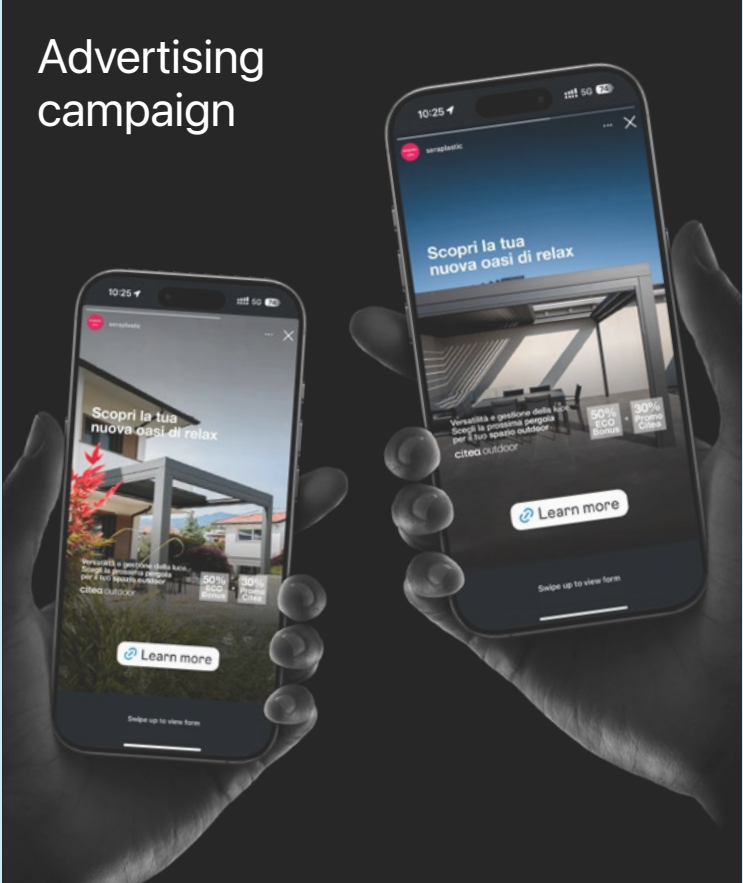 Advertising
campaign
10:25
5G 74
seraplastic
Scopri la tua
nuova oasi di relax
Versatilità e gestione della luce.
Scegli la prossima pergola
per il tuo spazio outdoor
citea outdoor
50%
ECO
Bonus
+
30%
Promo
Citea
Learn more
Swipe up to view form
10:25
5G 74
seraplastic
Scopri la tua
nuova oasi di relax
Versatilità e gestione della luce.
Scegli la prossima pergola
per il tuo spazio outdoor
citea outdoor
50%
ECO
Bonus
+
30%
Promo
Citea
Learn more
Swipe up to view form